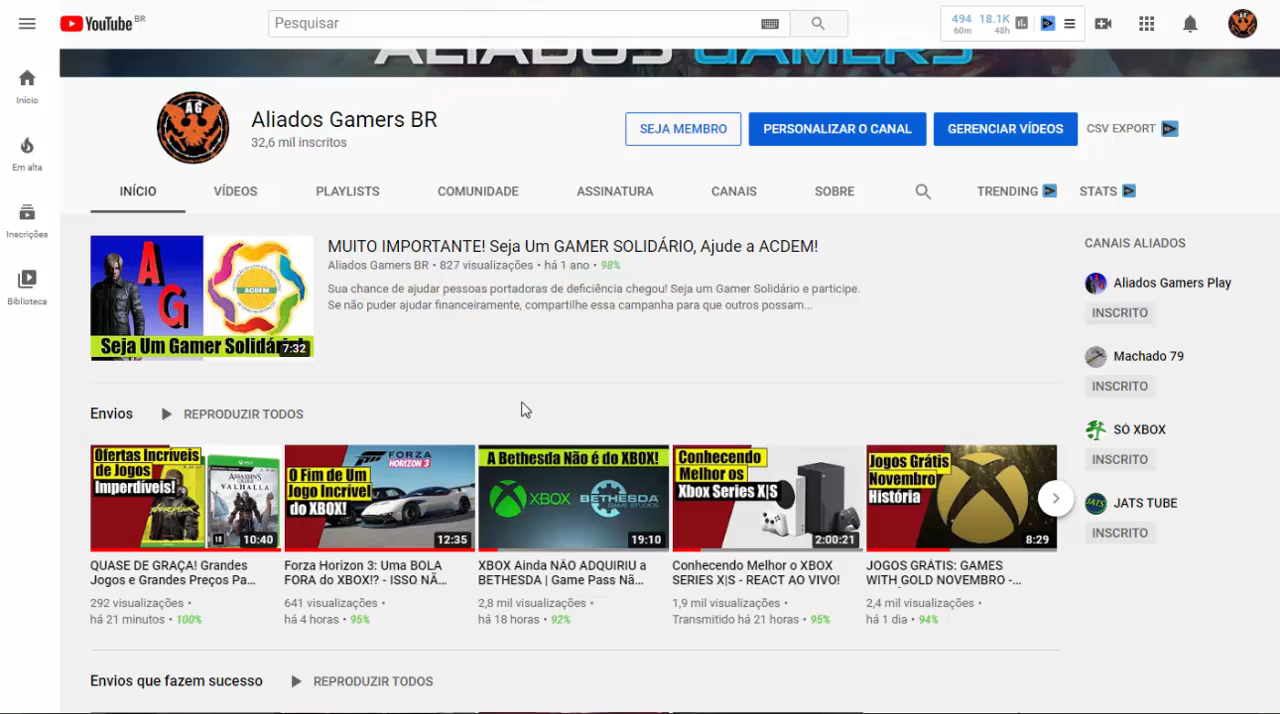 YouTube BR
Pesquisar
494 18.1K
60m 48h
Início
Em alta
Inscrições
Biblioteca
ALIADOS GAMERS
AG
Aliados Gamers BR
32,6 mil inscritos
SEJA MEMBRO
PERSONALIZAR O CANAL
GERENCIAR VÍDEOS
CSV EXPORT
INÍCIO
VÍDEOS
PLAYLISTS
COMUNIDADE
ASSINATURA
CANAIS
SOBRE
TRENDING
STATS
A G
ACDEM
Seja Um Gamer Solidário!
7:32
MUITO IMPORTANTE! Seja Um GAMER SOLIDÁRIO, Ajude a ACDEM!
Aliados Gamers BR • 827 visualizações • há 1 ano • 98%
Sua chance de ajudar pessoas portadoras de deficiência chegou! Seja um Gamer Solidário e participe.
Se não puder ajudar financeiramente, compartilhe essa campanha para que outros possam...
CANAIS ALIADOS
Aliados Gamers Play
INSCRITO
Machado 79
INSCRITO
SÓ XBOX
INSCRITO
JATS TUBE
INSCRITO
Envios
REPRODUZIR TODOS
Ofertas Incríveis
de Jogos
Imperdíveis!
VALHALLA
10:40
QUASE DE GRAÇA! Grandes
Jogos e Grandes Preços Pa...
292 visualizações •
há 21 minutos • 100%
FORZA
HORIZON 3
O Fim de Um
Jogo Incrível
do XBOX!
12:35
Forza Horizon 3: Uma BOLA
FORA do XBOX!? - ISSO NÃ...
641 visualizações •
há 4 horas • 95%
A Bethesda Não é do XBOX!
XBOX
BETHESDA
GAME STUDIOS
19:10
XBOX Ainda NÃO ADQUIRIU a
BETHESDA | Game Pass Nã...
2,8 mil visualizações •
há 18 horas • 92%
Conhecendo
Melhor os
Xbox Series X|S
2:00:21
Conhecendo Melhor o XBOX
SERIES X|S - REACT AO VIVO!
1,9 mil visualizações •
Transmitido há 21 horas • 95%
Jogos Grátis
Novembro
História
8:29
JOGOS GRÁTIS: GAMES
WITH GOLD NOVEMBRO -...
2,4 mil visualizações •
há 1 dia • 94%
Envios que fazem sucesso
REPRODUZIR TODOS